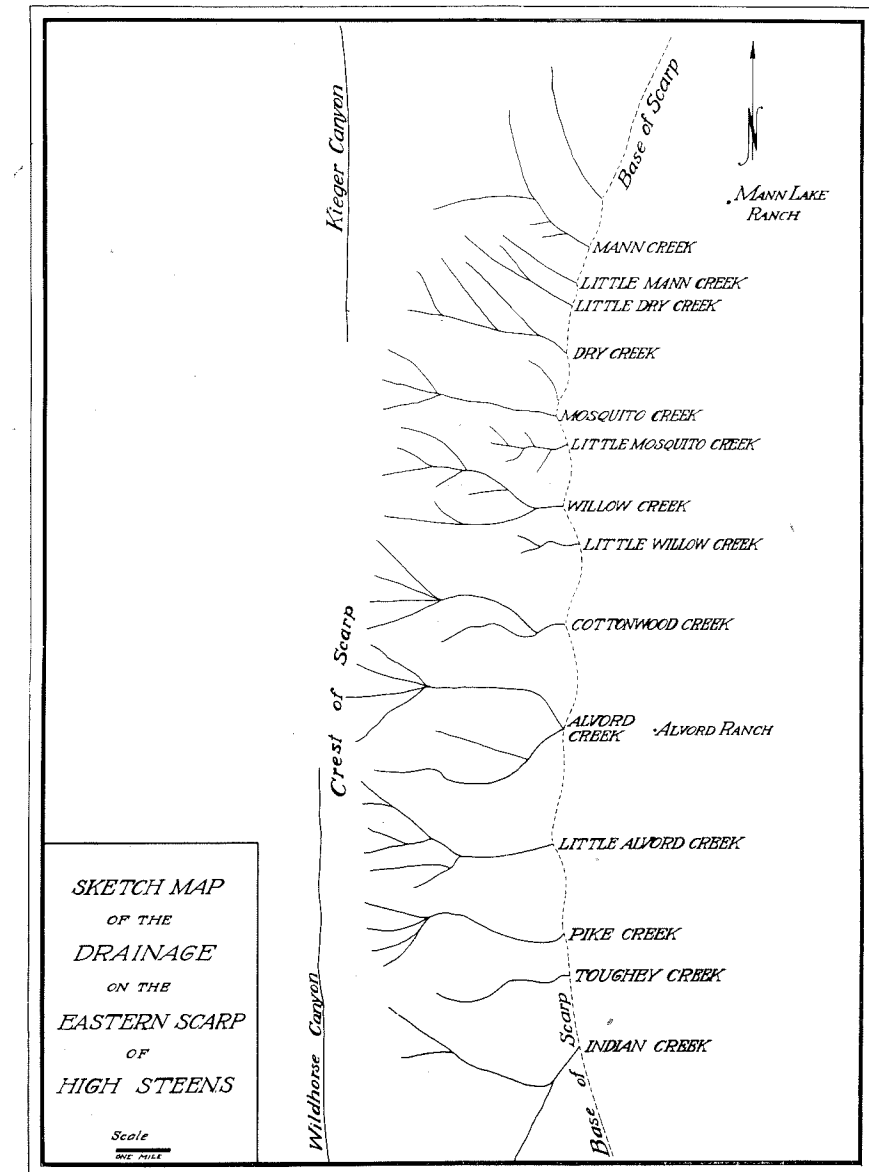 Kieger Canyon
Base of Scarp
N
MANN LAKE
RANCH
MANN CREEK
LITTLE MANN CREEK
LITTLE DRY CREEK
DRY CREEK
MOSQUITO CREEK
LITTLE MOSQUITO CREEK
WILLOW CREEK
LITTLE WILLOW CREEK
COTTONWOOD CREEK
Crest of Scarp
ALVORD
CREEK
ALVORD RANCH
LITTLE ALVORD CREEK
PIKE CREEK
TOUGHEY CREEK
INDIAN CREEK
Wildhorse Canyon
Base of Scarp
SKETCH MAP
OF THE
DRAINAGE
ON THE
EASTERN SCARP
OF
HIGH STEENS
Scale
ONE MILE